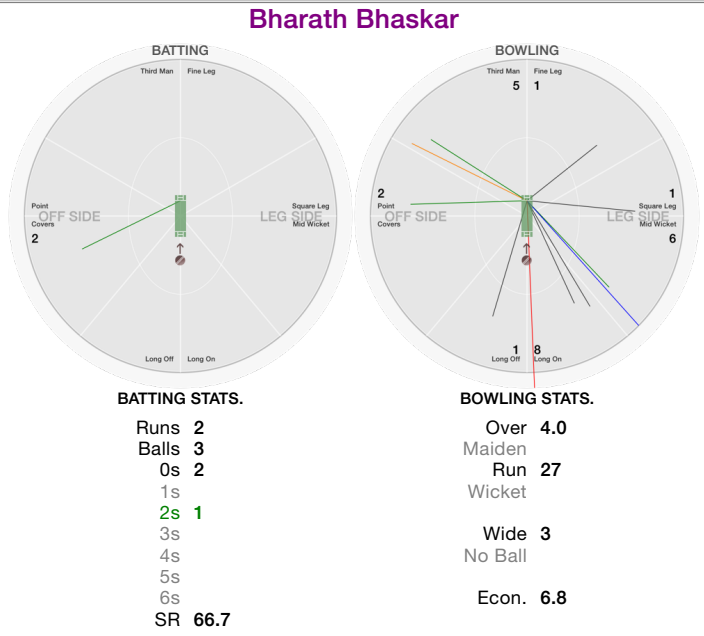 Bharath Bhaskar
BATTING
Third Man Fine Leg
Point
OFF SIDE
Covers
2
Square Leg
LEG SIDE
Mid Wicket
Long Off Long On
BATTING STATS.
Runs 2
Balls 3
0s 2
1s
2s 1
3s
4s
5s
6s
SR 66.7
BOWLING
Third Man Fine Leg
5 1
2
Point
OFF SIDE
Covers
1
Square Leg
LEG SIDE
Mid Wicket
6
1 8
Long Off Long On
BOWLING STATS.
Over 4.0
Maiden
Run 27
Wicket
Wide 3
No Ball
Econ. 6.8